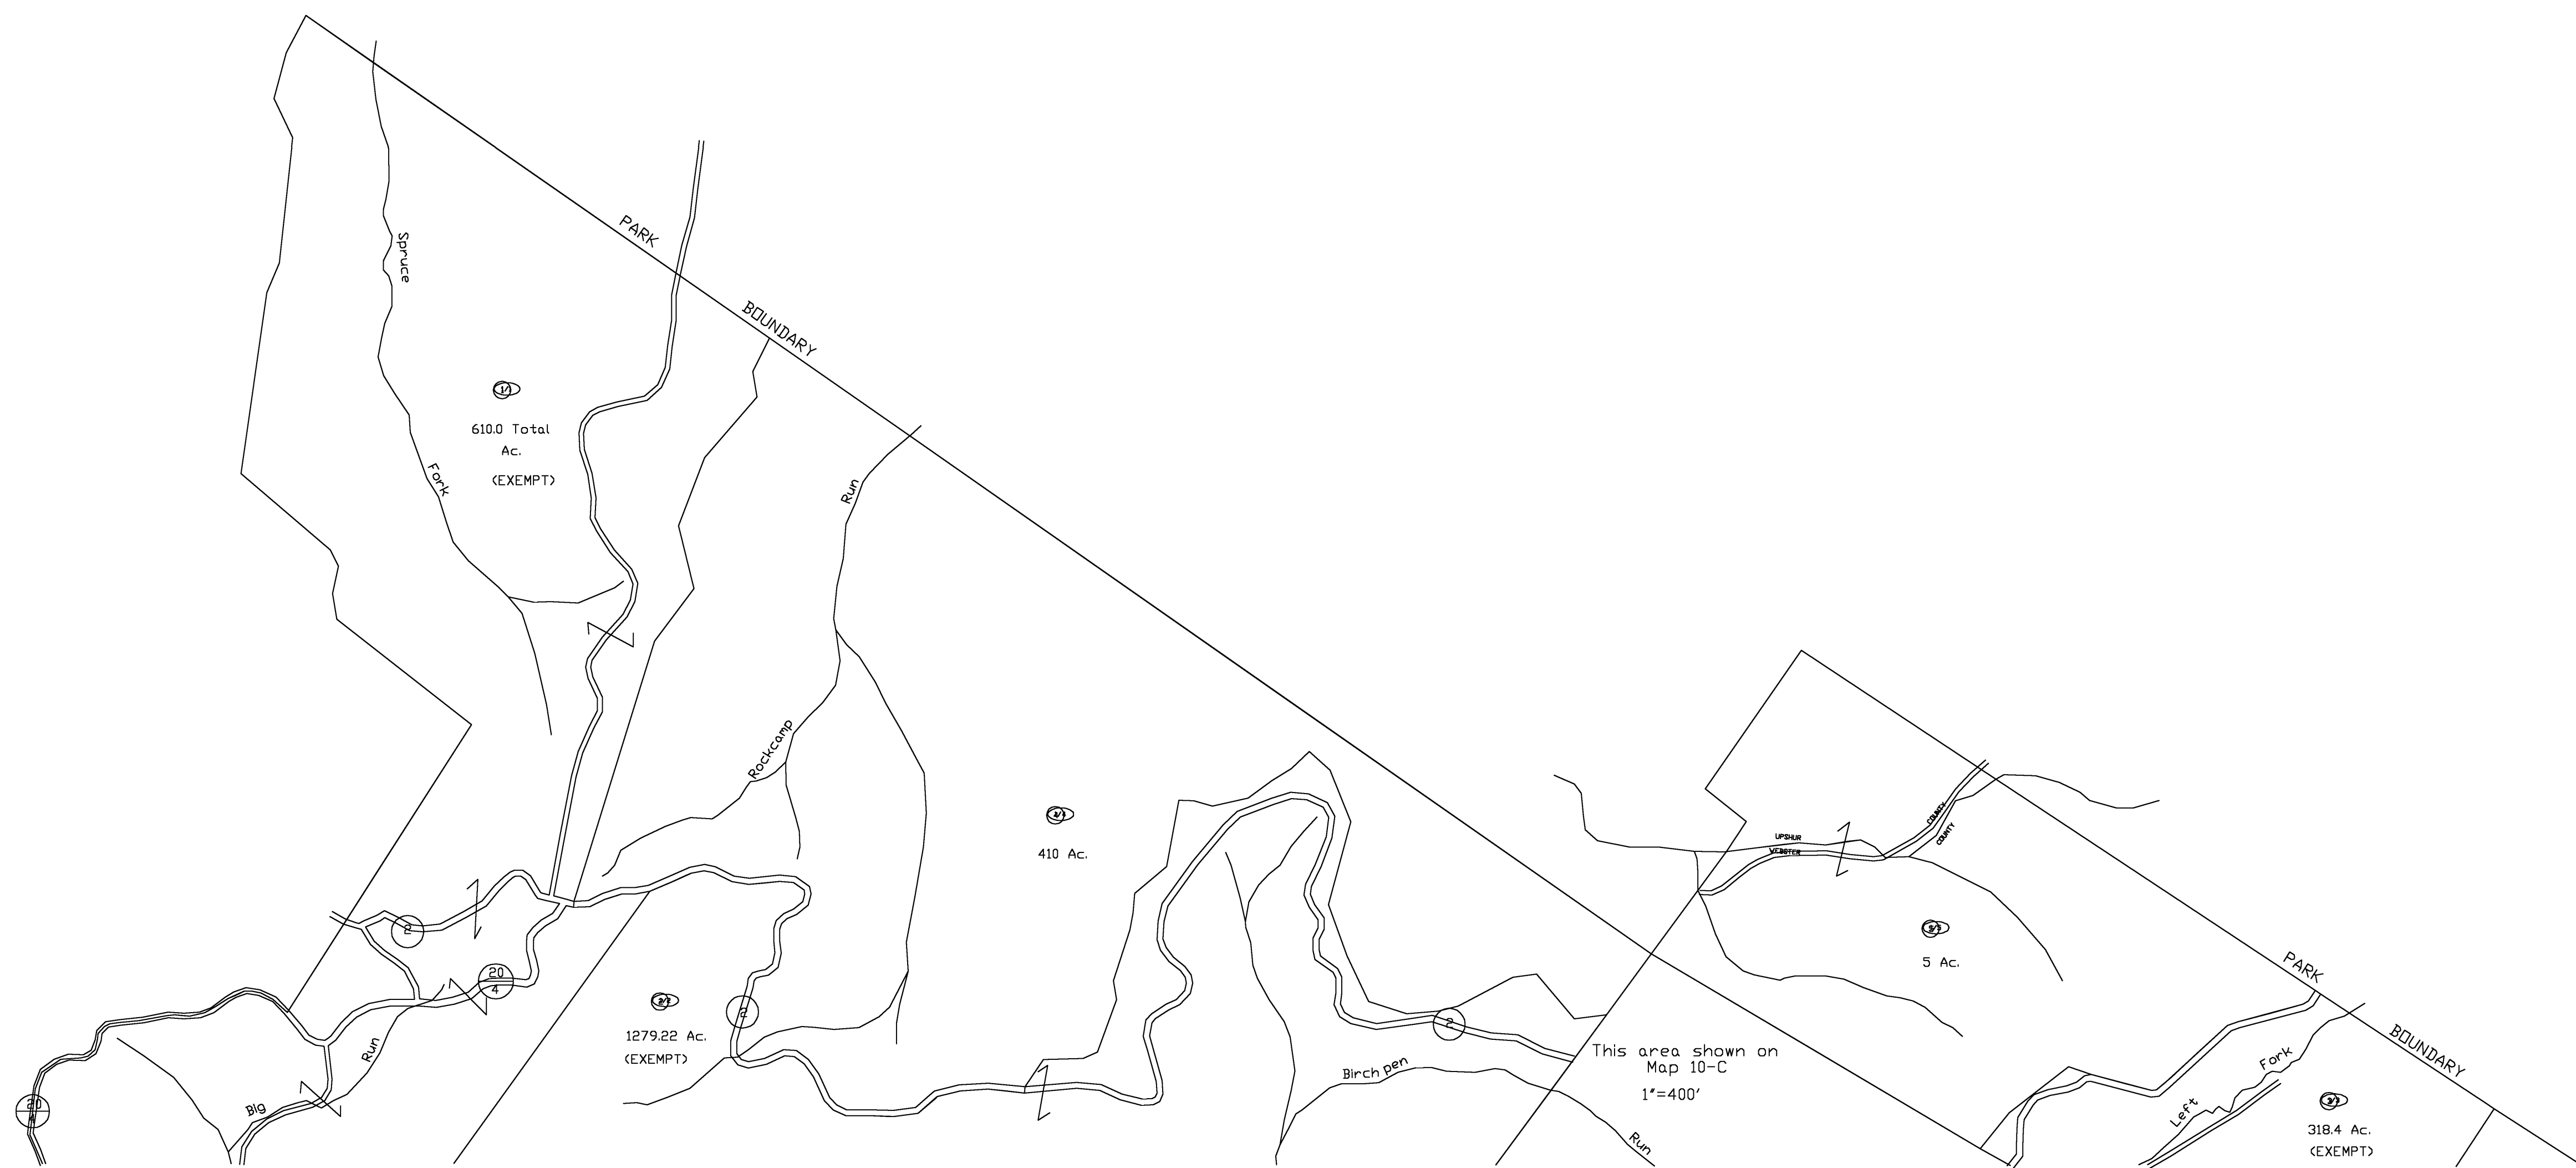 PARK
Spruce
BOUNDARY
610.0 Total
Ac.
(EXEMPT)
Fork
Run
Rockcamp
410 Ac.
UPSHUR
COUNTY
WEBSTER
COUNTY
2
5 Ac.
20
4
PARK
1279.22 Ac.
(EXEMPT)
2
2
BOUNDARY
This area shown on
Map 10-C
1"=400'
Run
Birch pen
Fork
Big
20
4
Left
318.4 Ac.
(EXEMPT)
Run